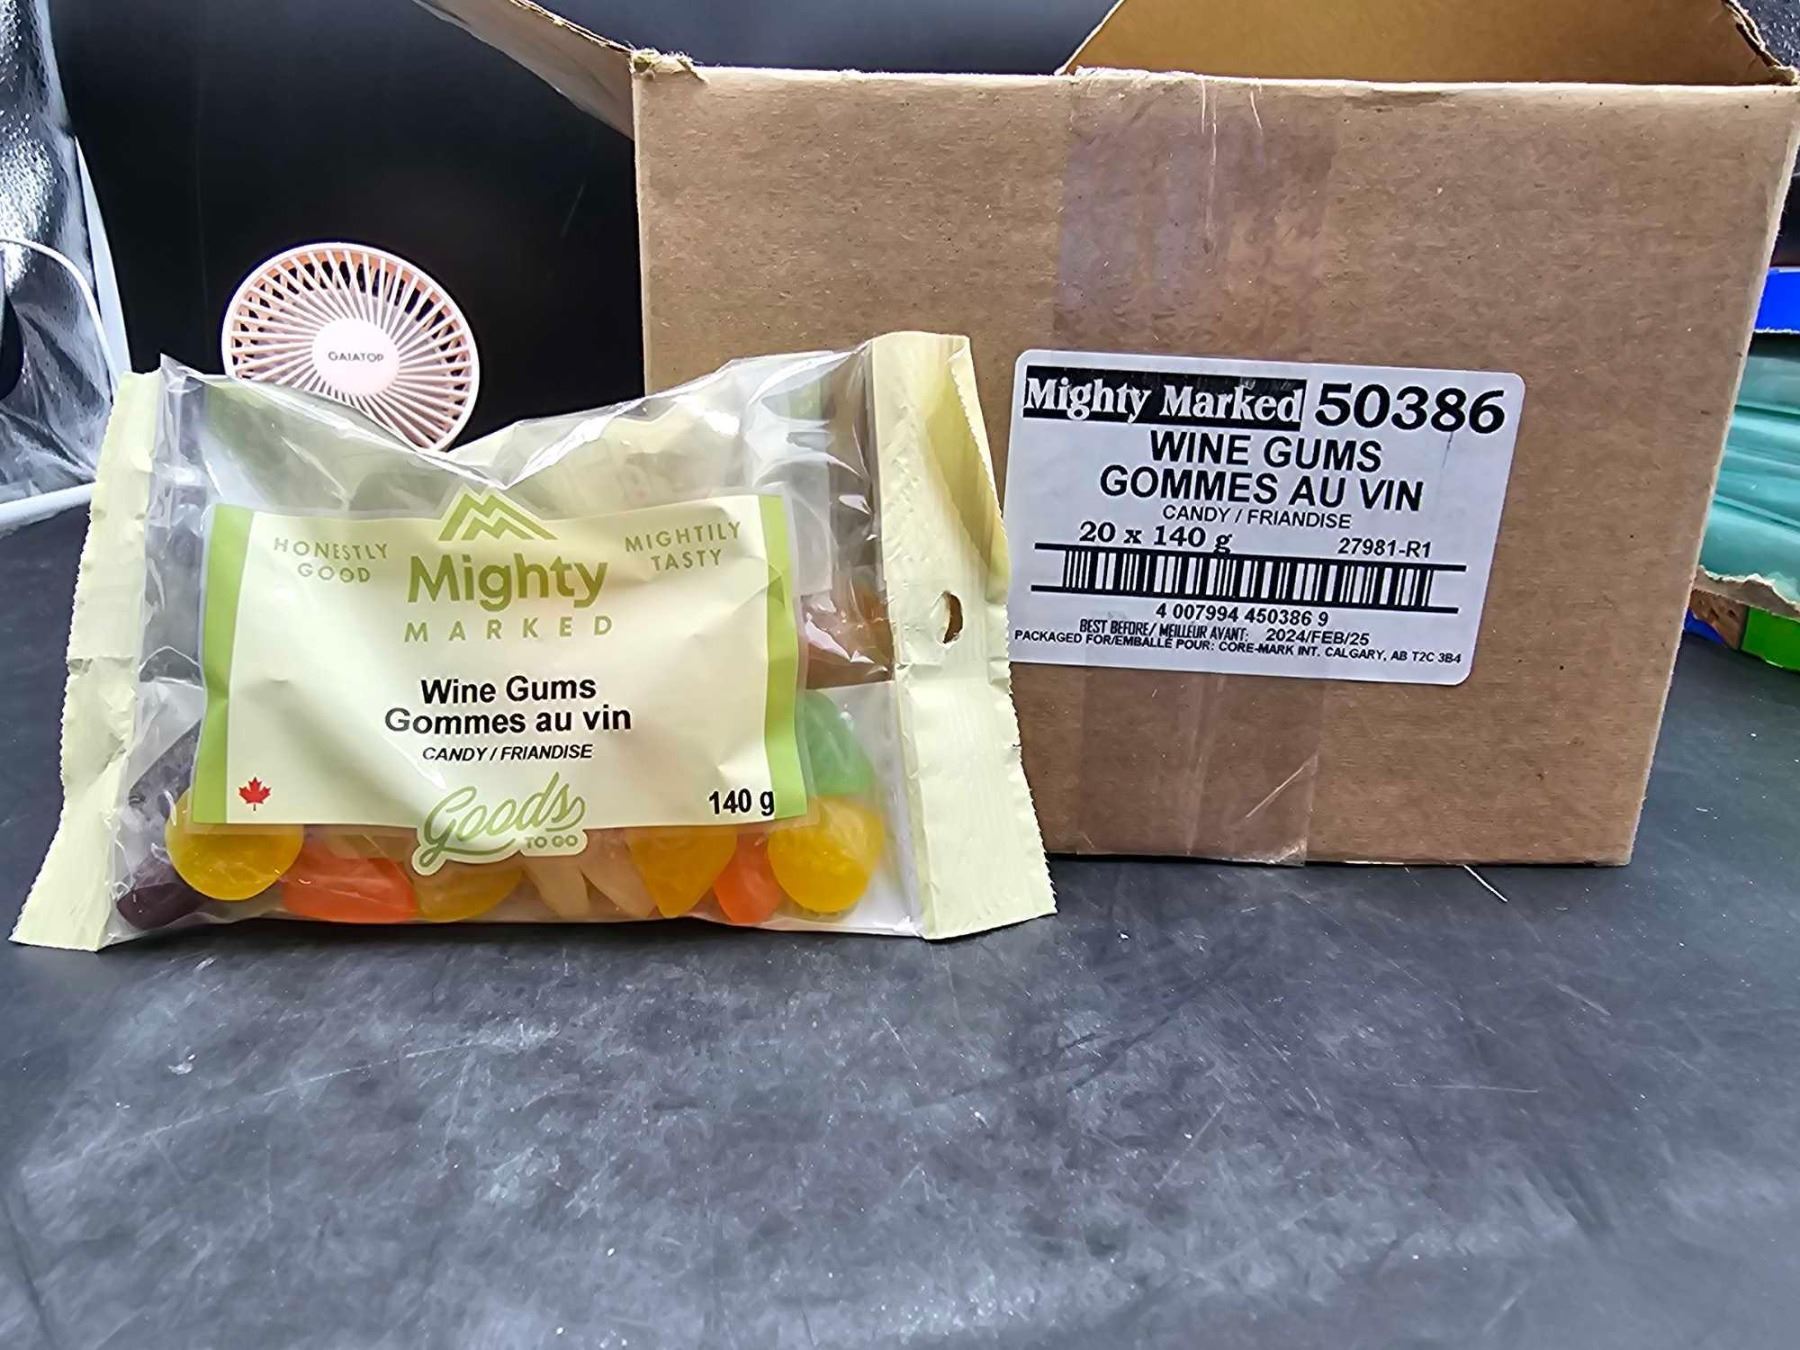 GAIATOP
HONESTLY
GOOD
MIGHTILY
TASTY
Mighty
MARKED
Wine Gums
Gommes au vin
CANDY / FRIANDISE
Goods
TO GO
140 g
Mighty Marked 50386
WINE GUMS
GOMMES AU VIN
CANDY / FRIANDISE
20 x 140 g
27981-R1
4 007994 450386 9
BEST BEFORE/ MEILLEUR AVANT: 2024/FEB/25
PACKAGED FOR/EMBALLÉ POUR: CORE-MARK INT. CALGARY, AB T2C 3B4